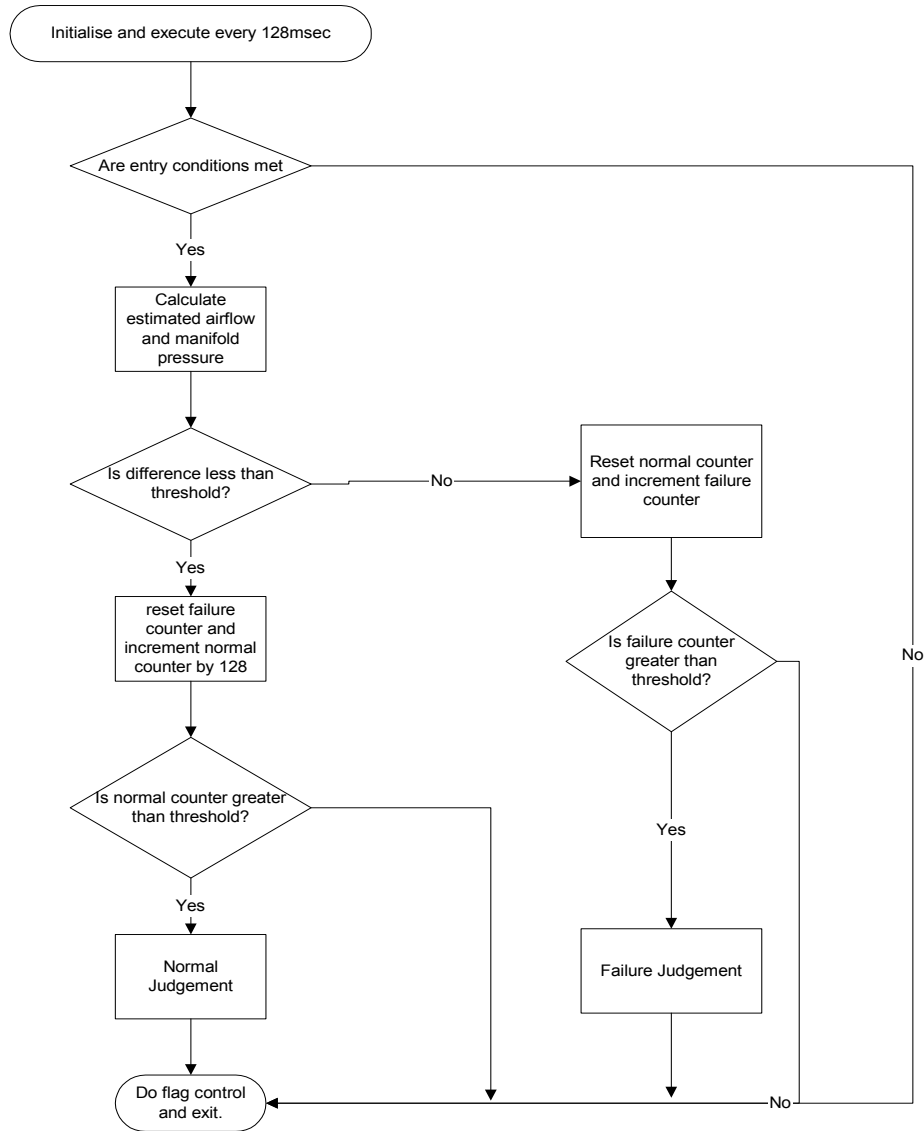 Initialise and execute every 128msec
Are entry conditions met
Yes
Calculate
estimated airflow
and manifold
pressure
Is difference less than
threshold?
No
Reset normal counter
and increment failure
counter
Yes
reset failure
counter and
increment normal
counter by 128
Is failure counter
greater than
threshold?
No
Is normal counter greater
than threshold?
Yes
Yes
Normal
Judgement
Failure Judgement
Do flag control
and exit.
No